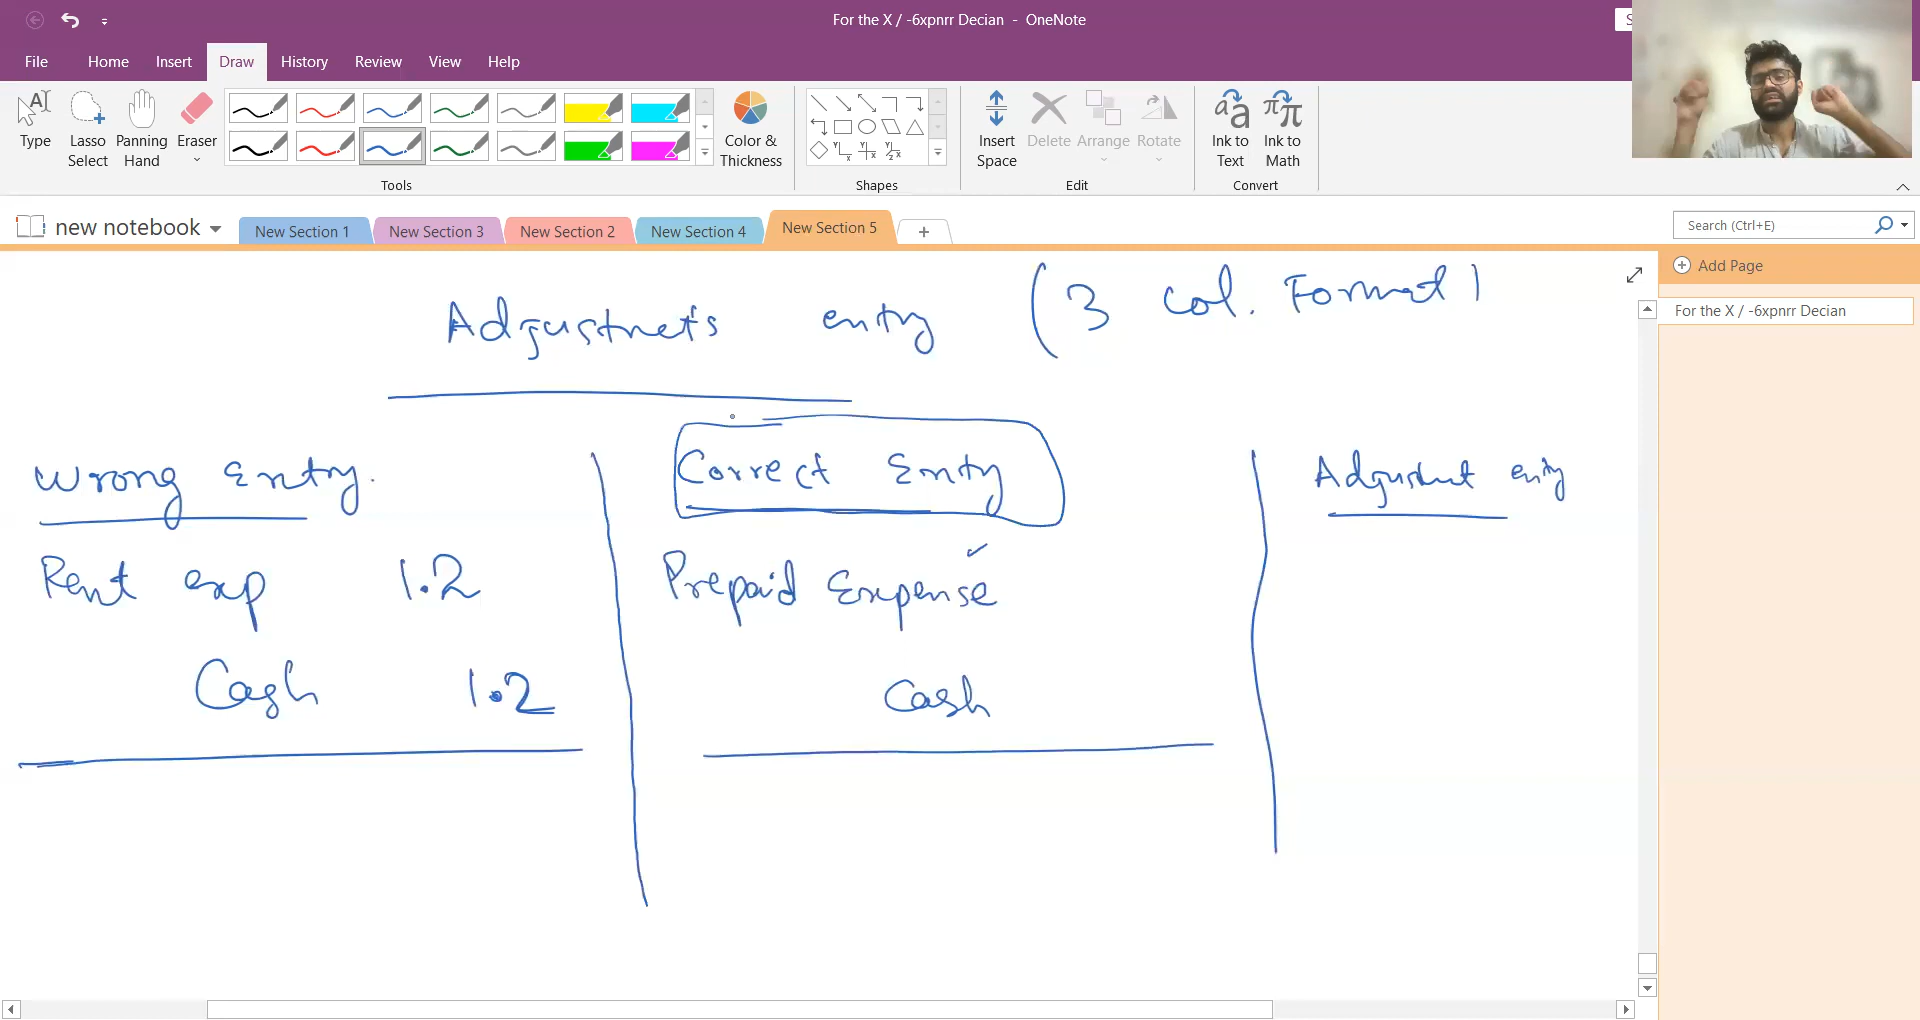 For the X / -6xpnrr Decian - OneNote
File Home Insert Draw History Review View Help
Type
Lasso Select
Panning Hand
Eraser
Color & Thickness
Insert Space
Delete
Arrange
Rotate
Ink to Text
Ink to Math
Tools
Shapes
Edit
Convert
new notebook
New Section 1
New Section 3
New Section 2
New Section 4
New Section 5
Search (Ctrl+E)
Add Page
For the X / -6xpnrr Decian
Adjustmets entry (3 col. Format)
Wrong Entry.
Correct Entry
Adjustmt enty
Rent exp 1.2
Prepaid Expense
Cash 1.2
Cash